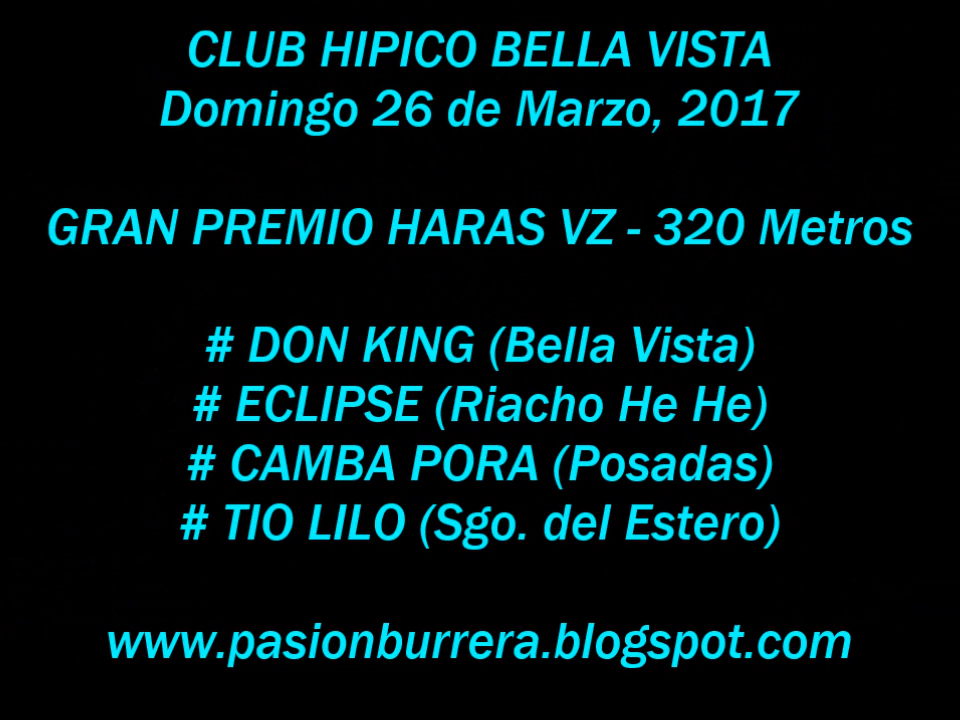 CLUB HIPICO BELLA VISTA
Domingo 26 de Marzo, 2017
GRAN PREMIO HARAS VZ - 320 Metros
# DON KING (Bella Vista)
# ECLIPSE (Riacho He He)
# CAMBA PORA (Posadas)
# TIO LILO (Sgo. del Estero)
www.pasionburrera.blogspot.com